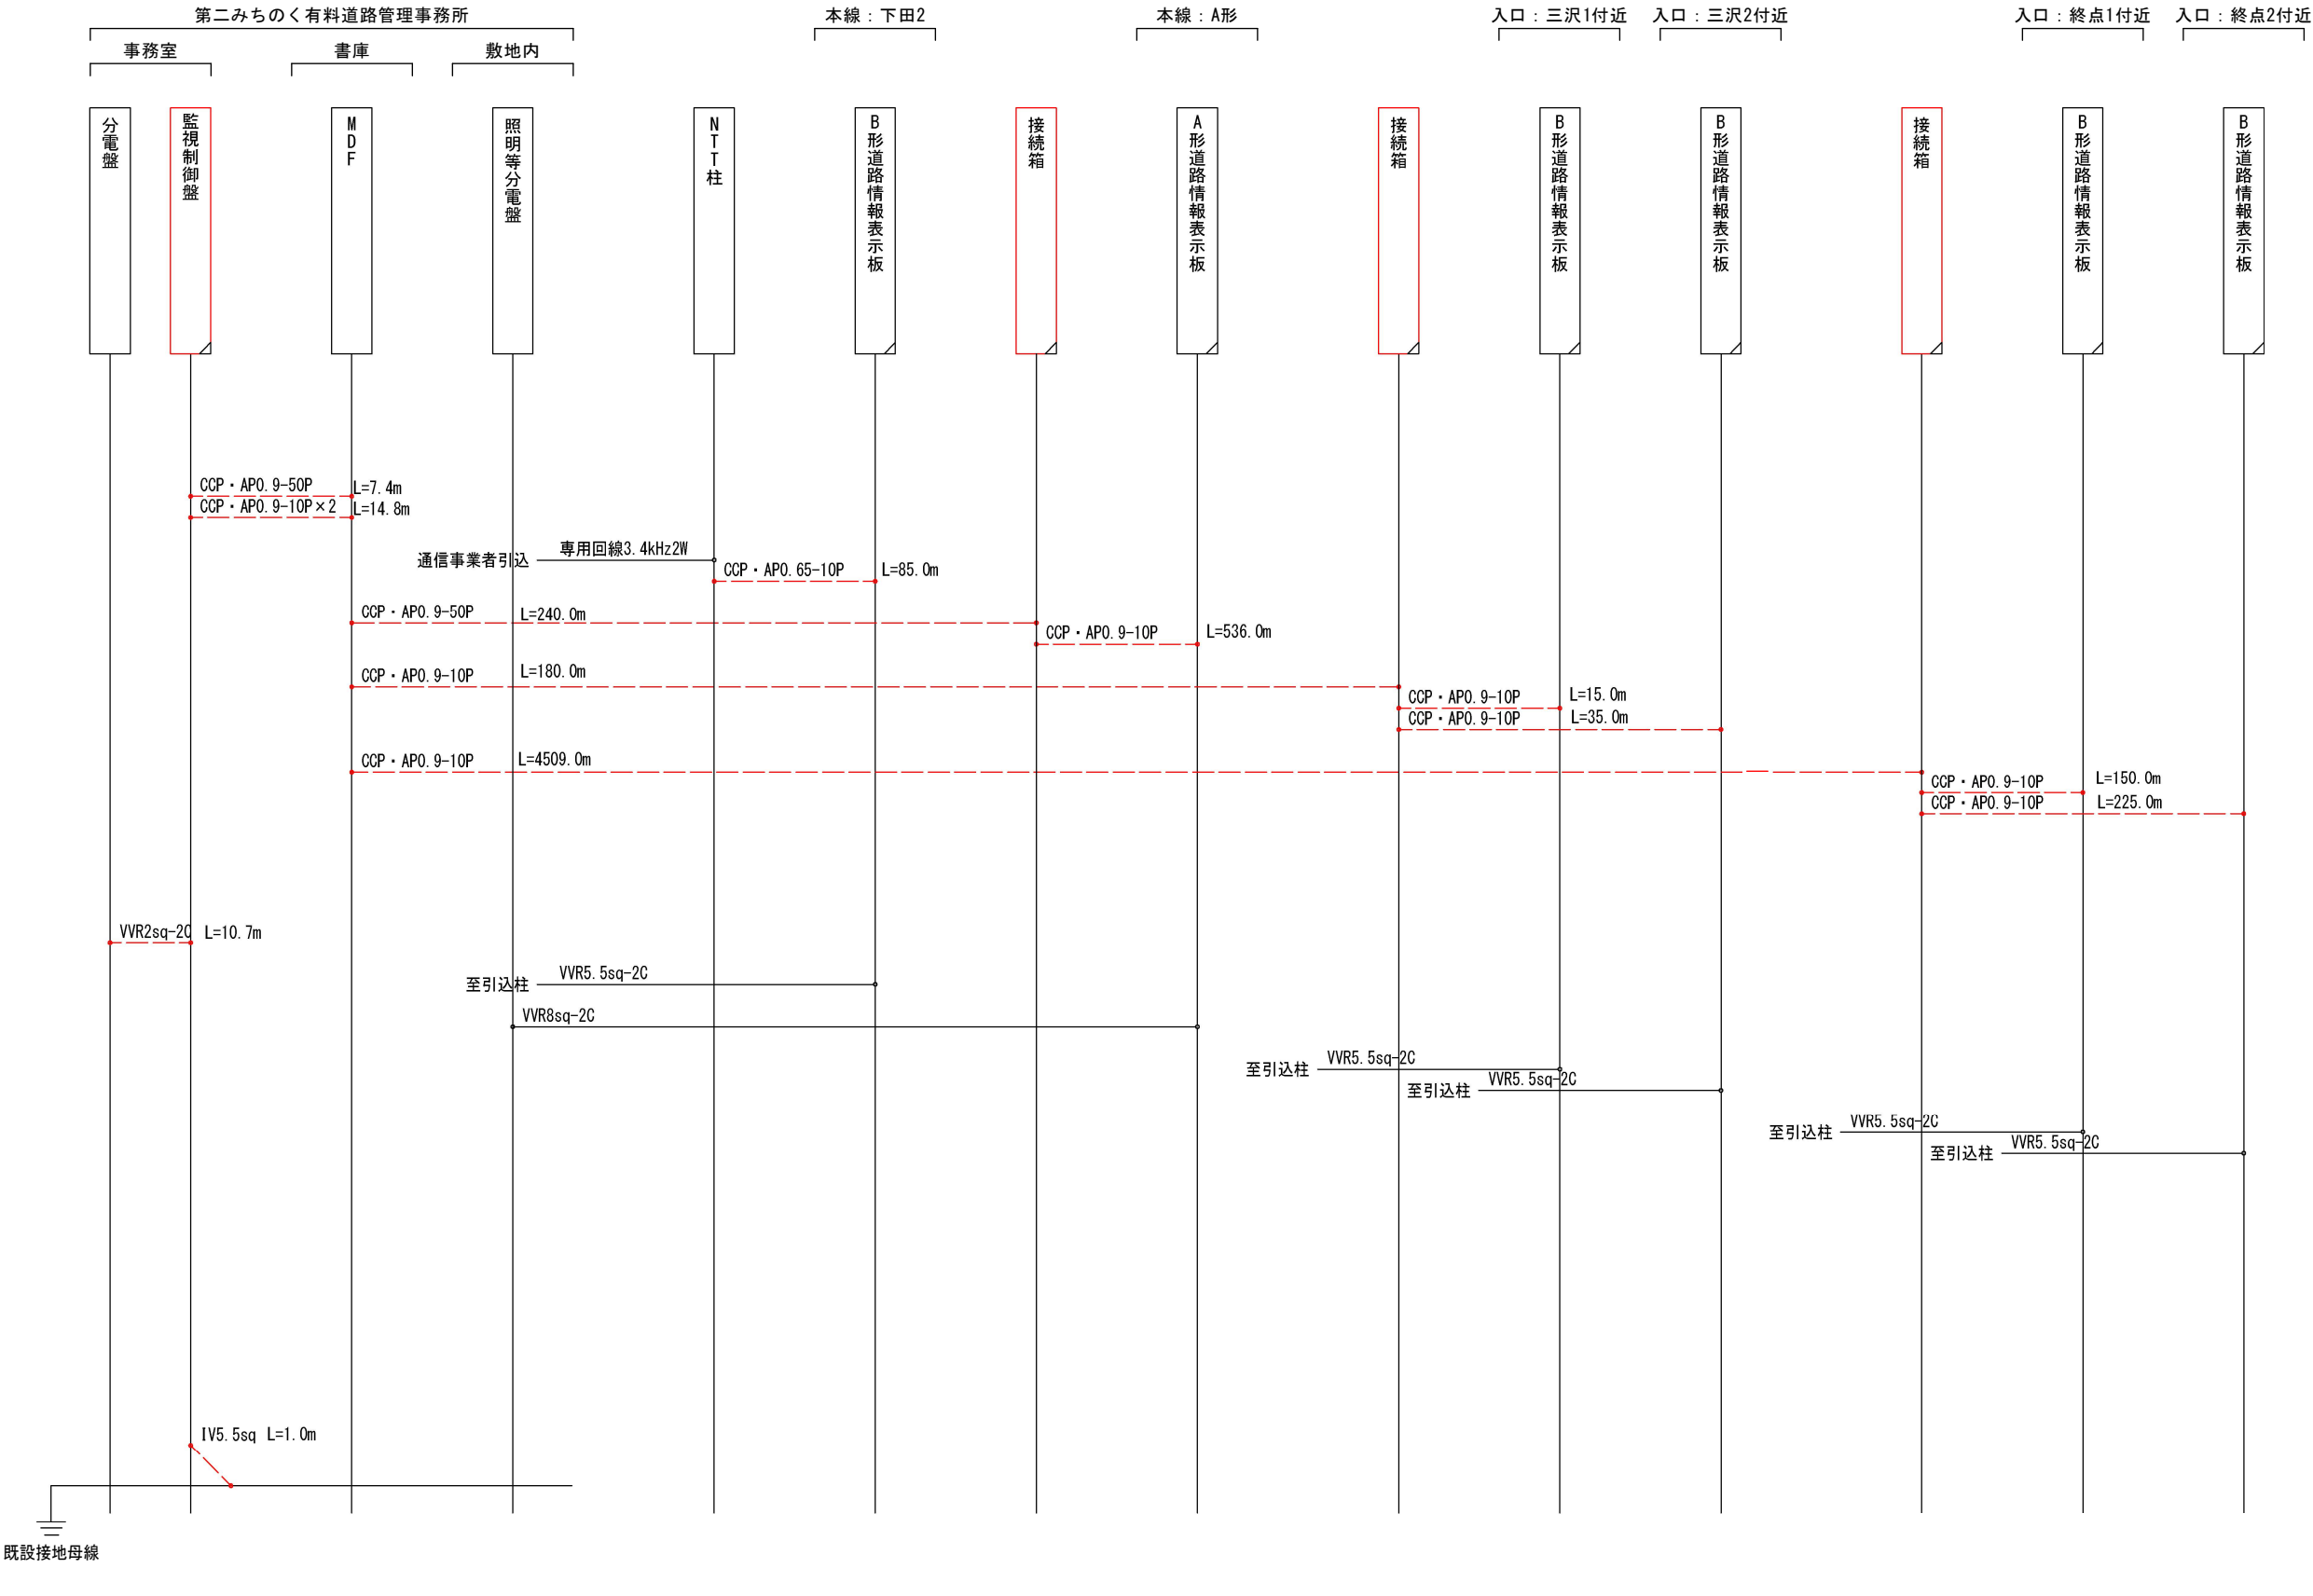 第二みちのく有料道路管理事務所
本線：下田2
本線：A形
入口：三沢1付近
入口：三沢2付近
入口：終点1付近
入口：終点2付近
事務室
書庫
敷地内
分電盤
監視制御盤
MDF
照明等分電盤
NTT柱
B形道路情報表示板
接続箱
A形道路情報表示板
接続箱
B形道路情報表示板
B形道路情報表示板
接続箱
B形道路情報表示板
B形道路情報表示板
CCP・AP0.9-50P L=7.4m
CCP・AP0.9-10P×2 L=14.8m
通信事業者引込 専用回線3.4kHz2W
CCP・AP0.65-10P L=85.0m
CCP・AP0.9-50P L=240.0m
CCP・AP0.9-10P L=536.0m
CCP・AP0.9-10P L=180.0m
CCP・AP0.9-10P L=15.0m
CCP・AP0.9-10P L=35.0m
CCP・AP0.9-10P L=4509.0m
CCP・AP0.9-10P L=150.0m
CCP・AP0.9-10P L=225.0m
VVR2sq-2C L=10.7m
至引込柱 VVR5.5sq-2C
VVR8sq-2C
至引込柱 VVR5.5sq-2C
至引込柱 VVR5.5sq-2C
至引込柱 VVR5.5sq-2C
至引込柱 VVR5.5sq-2C
IV5.5sq L=1.0m
既設接地母線